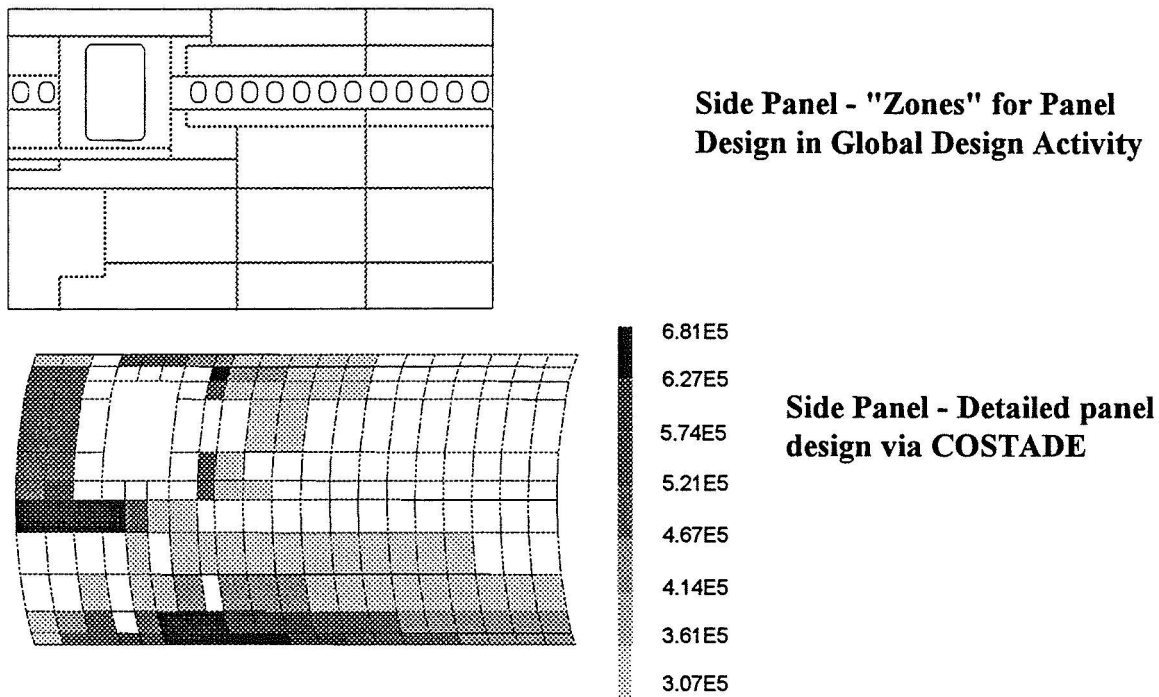 Side Panel - "Zones" for Panel
Design in Global Design Activity
6.81E5
6.27E5
5.74E5
5.21E5
4.67E5
4.14E5
3.61E5
3.07E5
Side Panel - Detailed panel
design via COSTADE